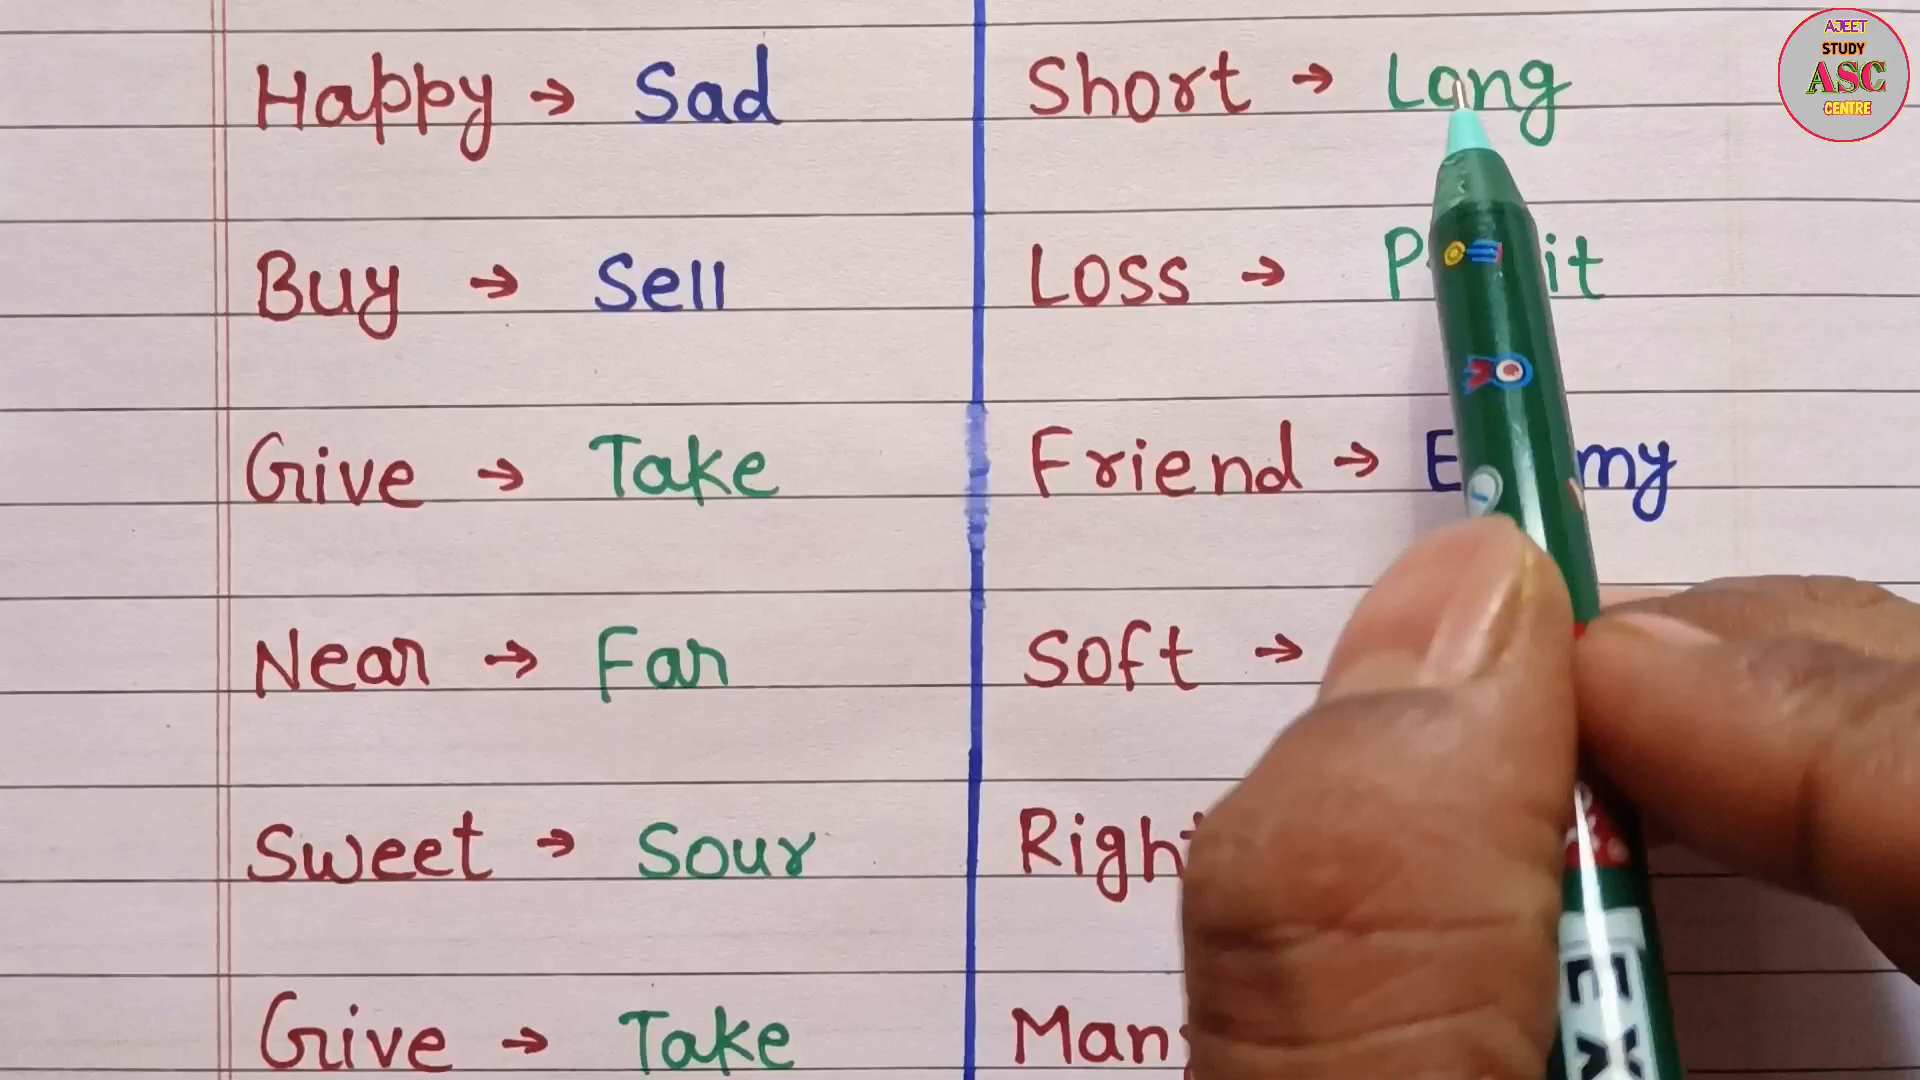 Happy → Sad
Buy → Sell
Give → Take
Near → Far
Sweet → Sour
Give → Take
Short → Long
Loss →
Friend →
Soft →
AJEET
STUDY
ASC
CENTRE